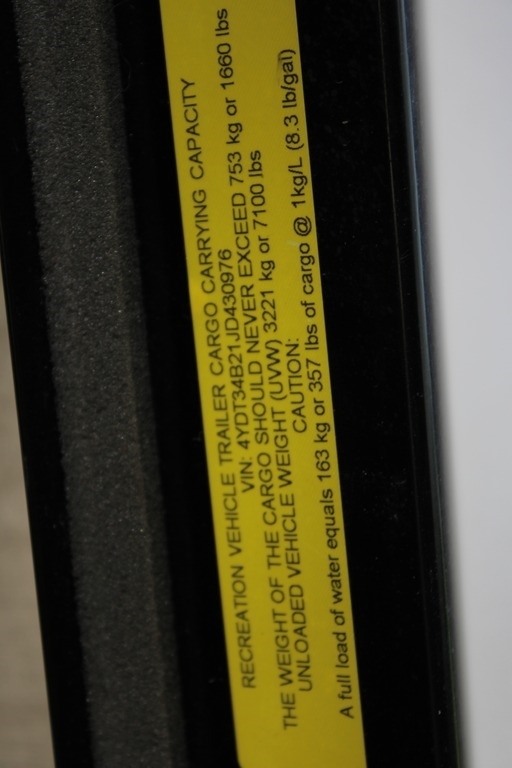 RECREATION VEHICLE TRAILER CARGO CARRYING CAPACITY
VIN: 4YDT34B21JD430976
THE WEIGHT OF THE CARGO SHOULD NEVER EXCEED 753 kg or 1660 lbs
UNLOADED VEHICLE WEIGHT (UVW) 3221 kg or 7100 lbs
CAUTION:
A full load of water equals 163 kg or 357 lbs of cargo @ 1kg/L (8.3 lb/gal)